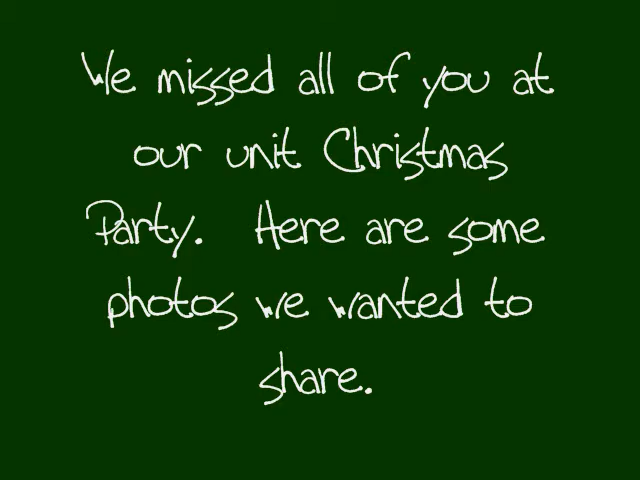 We missed all of you at
our unit Christmas
Party.  Here are some
photos we wanted to
share.